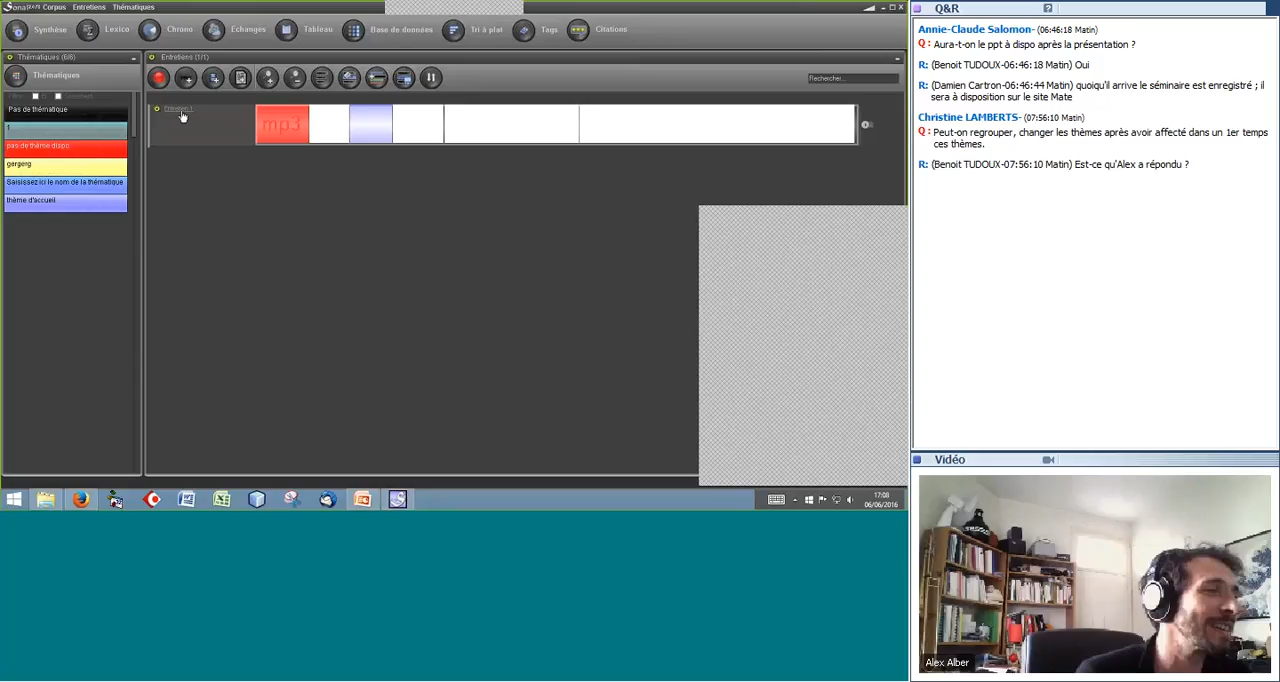 Sonal Corpus Entretiens Thématiques
Synthèse Lexico Chrono Echanges Tableau Base de données Tri à plat Tags Citations
Thématiques (6/6)
Thématiques
Pas de thématique
1
pas de thème dispo
gergerg
Saisissez ici le nom de la thématique
thème d'accueil
Entretiens (1/1)
Rechercher...
Entretien 1
mp3
17:08
06/06/2016
Q&R
Annie-Claude Salomon- (06:46:18 Matin)
Q : Aura-t-on le ppt à dispo après la présentation ?
R: (Benoit TUDOUX-06:46:18 Matin) Oui
R: (Damien Cartron-06:46:44 Matin) quoiqu'il arrive le séminaire est enregistré ; il
sera à disposition sur le site Mate
Christine LAMBERTS- (07:56:10 Matin)
Q : Peut-on regrouper, changer les thèmes après avoir affecté dans un 1er temps
ces thèmes.
R: (Benoit TUDOUX-07:56:10 Matin) Est-ce qu'Alex a répondu ?
Vidéo
Alex Alber